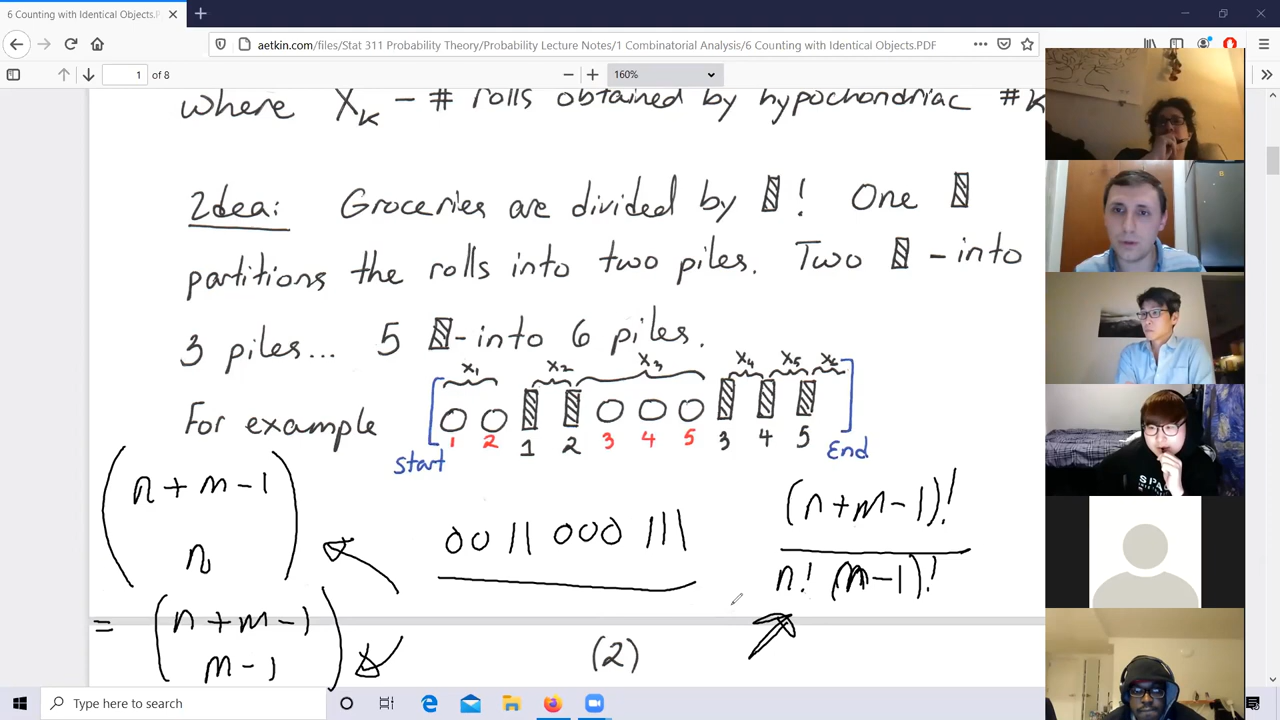 6 Counting with Identical Objects.P
aetkin.com/files/Stat 311 Probability Theory/Probability Lecture Notes/1 Combinatorial Analysis/6 Counting with Identical Objects.PDF
1 of 8
160%
where X_k - # rolls obtained by hypochondriac # k
Idea: Groceries are divided by ! One
partitions the rolls into two piles. Two - into
3 piles... 5 - into 6 piles.
x1 x2 x3 x4 x5 x6
For example
1 2 1 2 3 4 5 3 4 5
Start End
(n + m - 1
n)
0011000111
(n+m-1)!
n! (m-1)!
= (n + m - 1
m - 1)
(2)
SPA
Type here to search